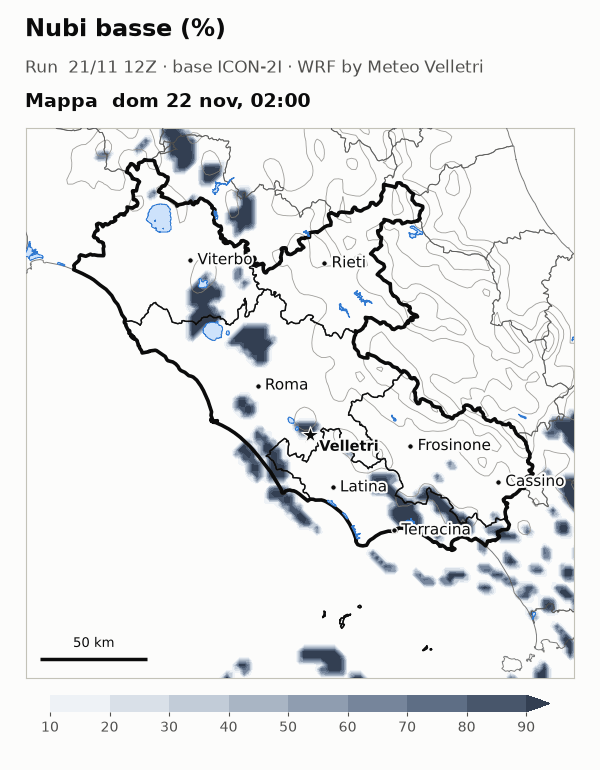 Nubi basse (%)
Run  21/11 12Z · base ICON-2I · WRF by Meteo Velletri
Mappa  dom 22 nov, 02:00
Viterbo
Rieti
Roma
Velletri
Frosinone
Latina
Cassino
Terracina
50 km
10 20 30 40 50 60 70 80 90